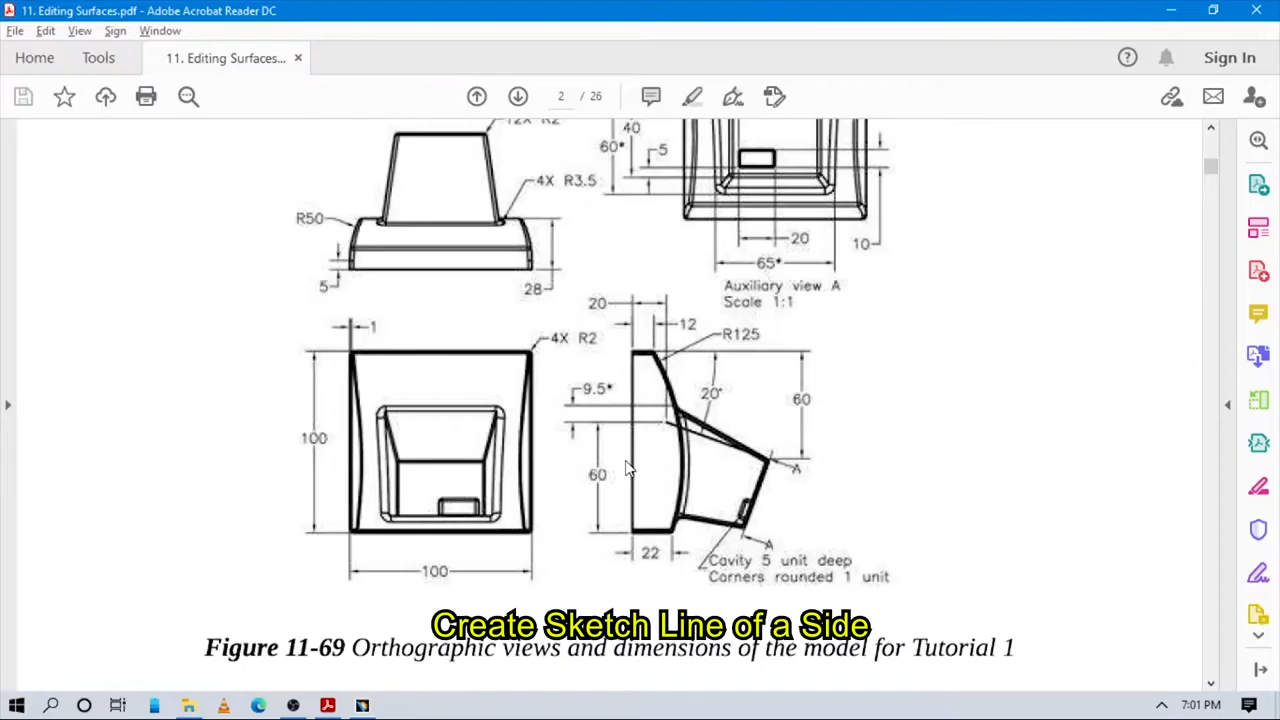 11. Editing Surfaces.pdf - Adobe Acrobat Reader DC
File Edit View Sign Window
Home Tools 11. Editing Surfaces... Sign In
2 / 26
12X R2
40
60*
5
4X R3.5
R50
20
10
65*
5
28
Auxiliary view A
Scale 1:1
20
1
12
4X R2
R125
9.5*
20°
60
100
60
A
22
A
Cavity 5 unit deep
Corners rounded 1 unit
100
Create Sketch Line of a Side
Figure 11-69 Orthographic views and dimensions of the model for Tutorial 1
7:01 PM